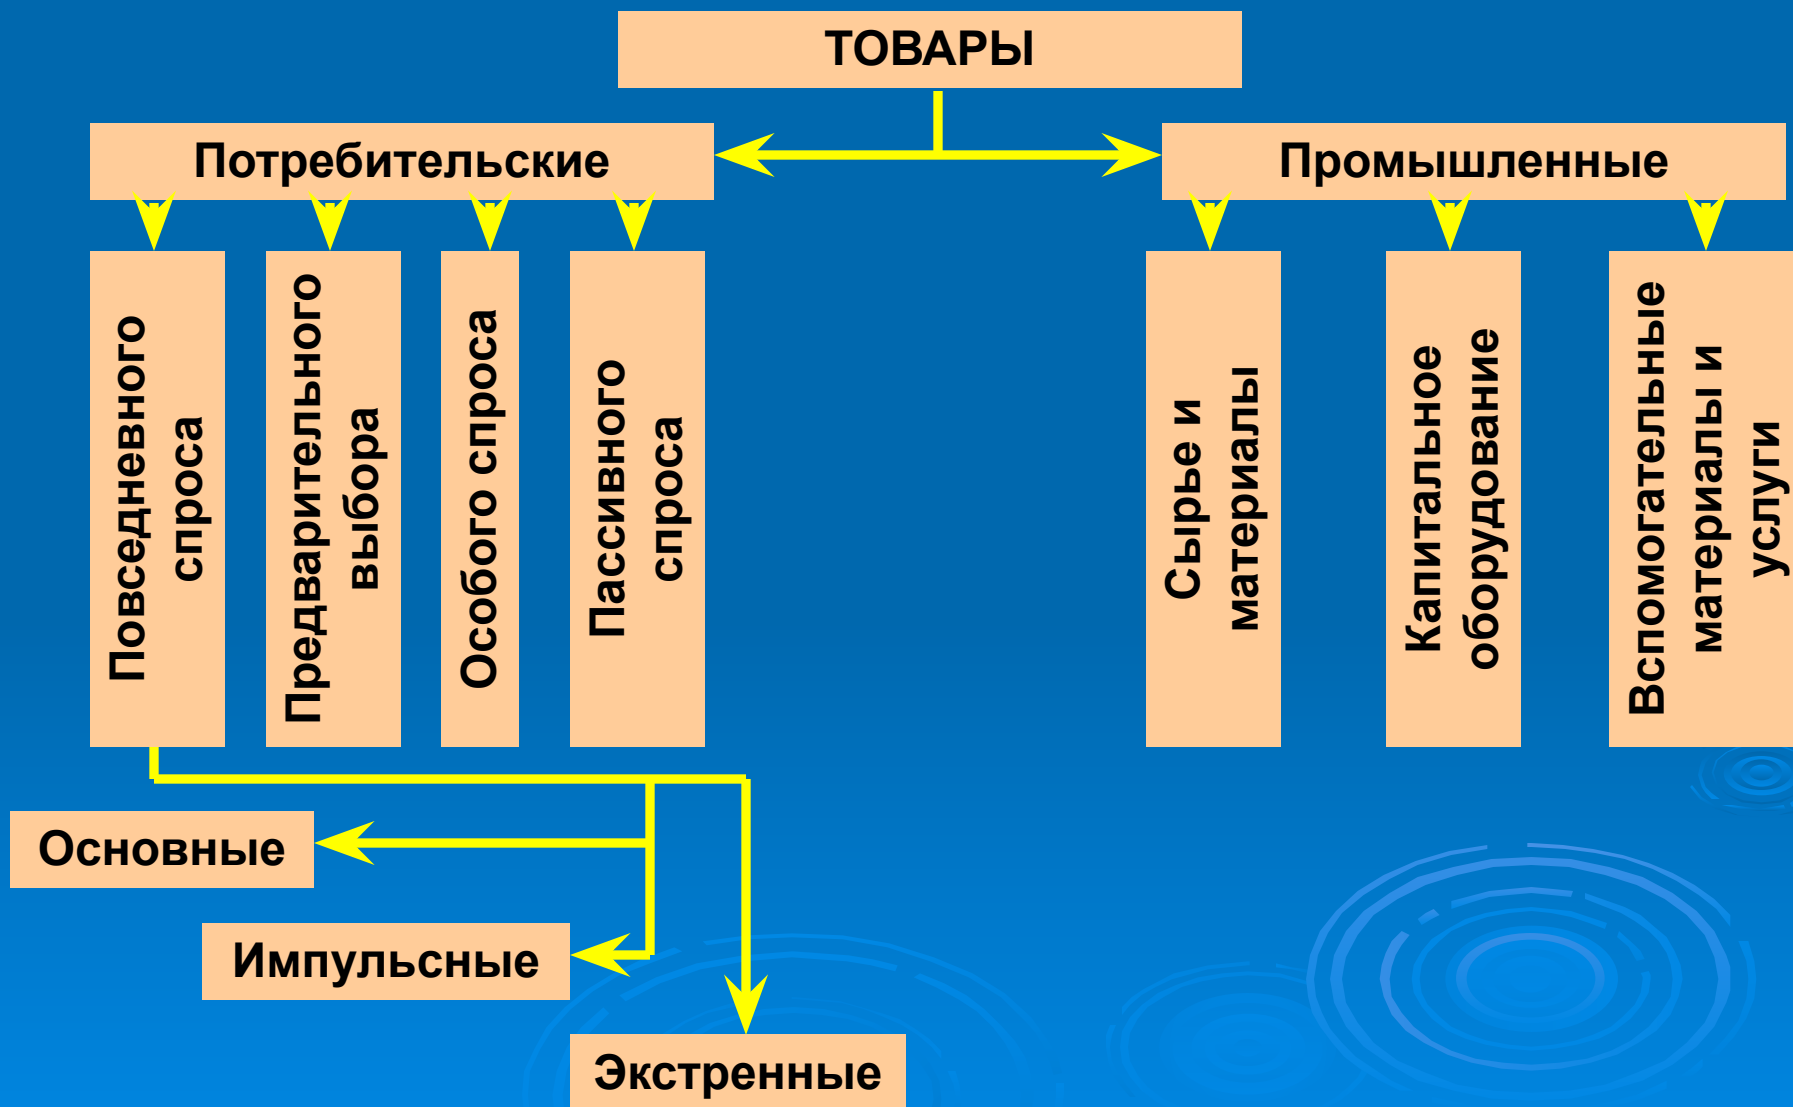 ТОВАРЫ
Потребительские
Промышленные
Повседневного
спроса
Предварительного
выбора
Особого спроса
Пассивного
спроса
Сырье и
материалы
Капитальное
оборудование
Вспомогательные
материалы и
услуги
Основные
Импульсные
Экстренные